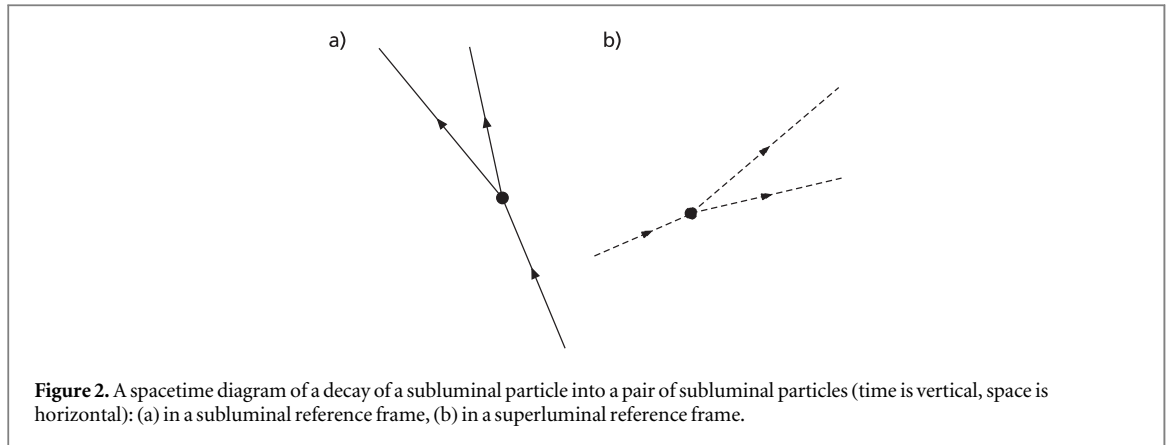 a)
b)
Figure 2. A spacetime diagram of a decay of a subluminal particle into a pair of subluminal particles (time is vertical, space is
horizontal): (a) in a subluminal reference frame, (b) in a superluminal reference frame.